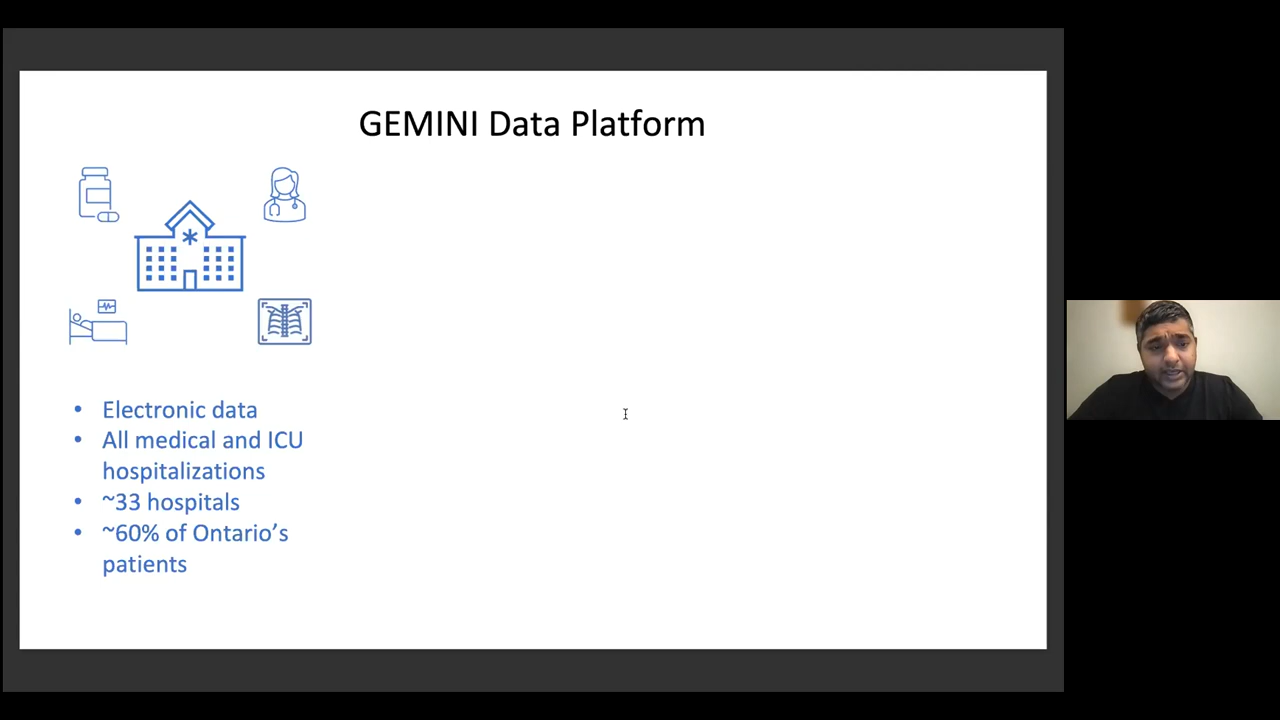 GEMINI Data Platform
• Electronic data
• All medical and ICU
hospitalizations
• ~33 hospitals
• ~60% of Ontario’s
patients